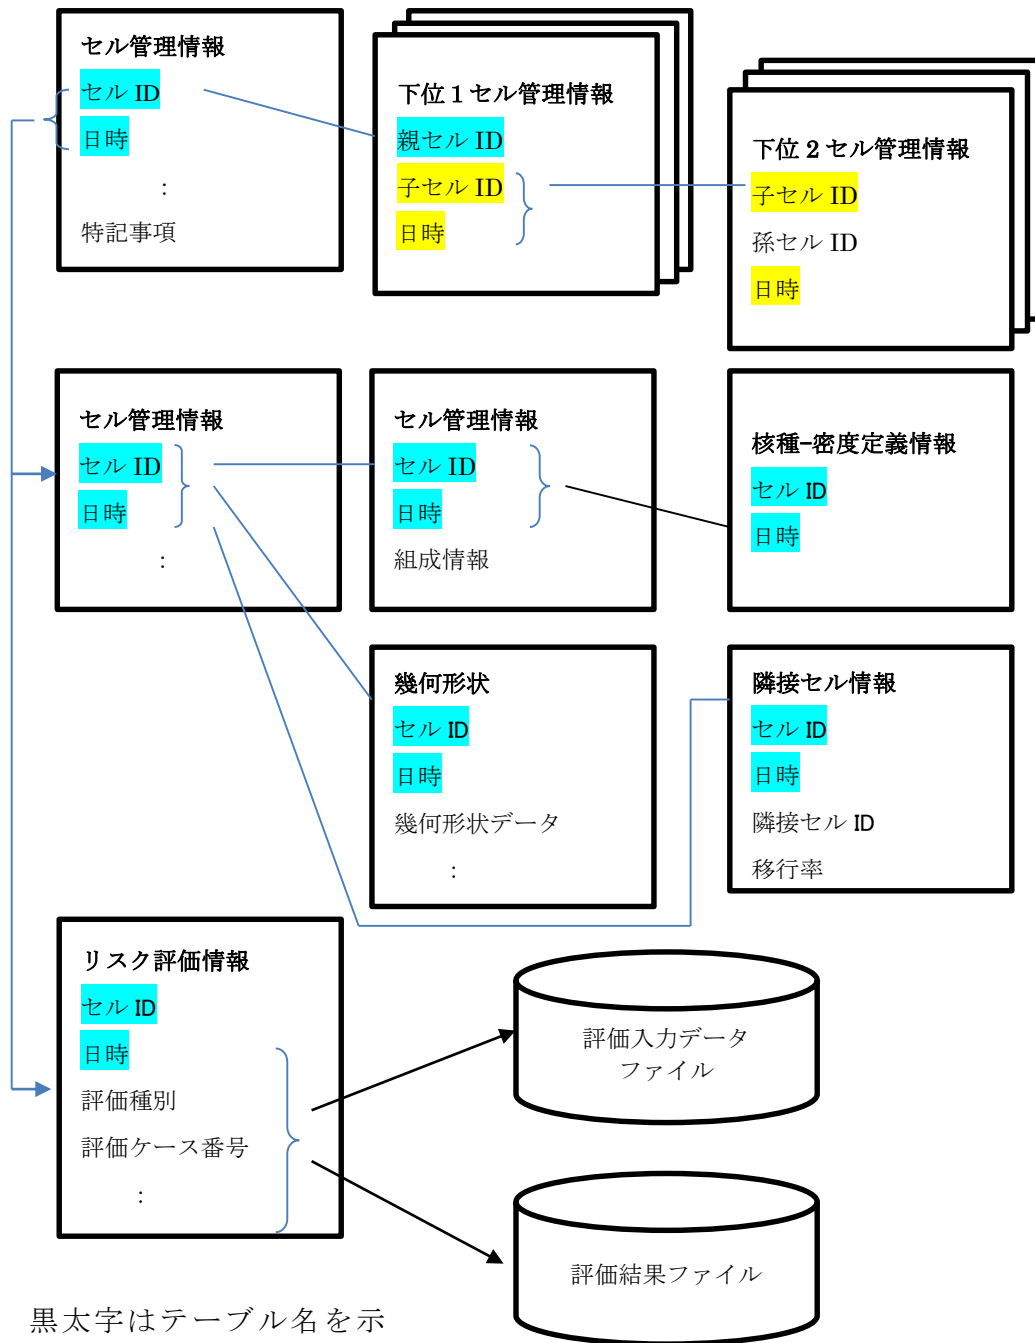 セル管理情報
セル ID
日時
:
特記事項
下位 1 セル管理情報
親セル ID
子セル ID
日時
下位 2 セル管理情報
子セル ID
孫セル ID
日時
セル管理情報
セル ID
日時
:
セル管理情報
セル ID
日時
組成情報
核種−密度定義情報
セル ID
日時
幾何形状
セル ID
日時
幾何形状データ
:
隣接セル情報
セル ID
日時
隣接セル ID
移行率
リスク評価情報
セル ID
日時
評価種別
評価ケース番号
:
評価入力データ
ファイル
評価結果ファイル
黒太字はテーブル名を示